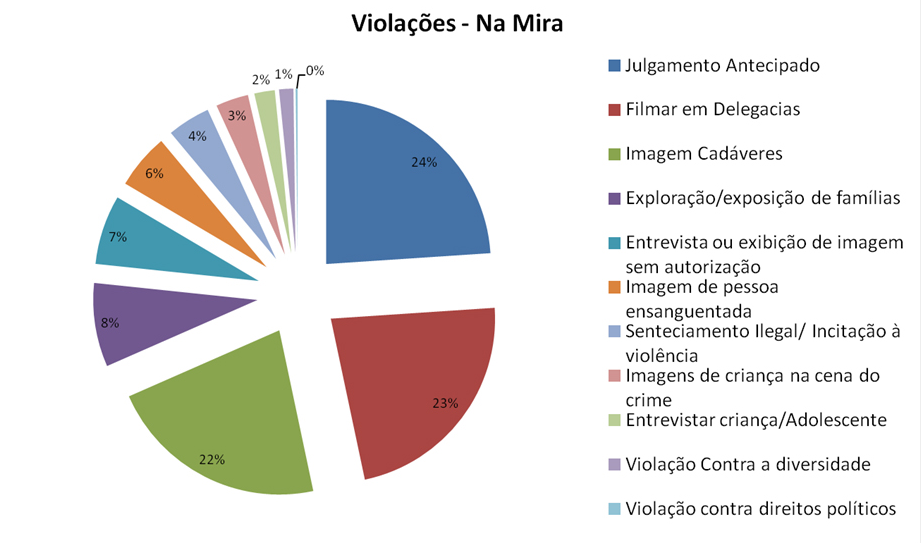 Violações - Na Mira
0%
1%
2%
3%
4%
6%
7%
8%
22%
23%
24%
Julgamento Antecipado
Filmar em Delegacias
Imagem Cadáveres
Exploração/exposição de famílias
Entrevista ou exibição de imagem
sem autorização
Imagem de pessoa
ensanguentada
Senteciamento Ilegal/ Incitação à
violência
Imagens de criança na cena do
crime
Entrevistar criança/Adolescente
Violação Contra a diversidade
Violação contra direitos políticos